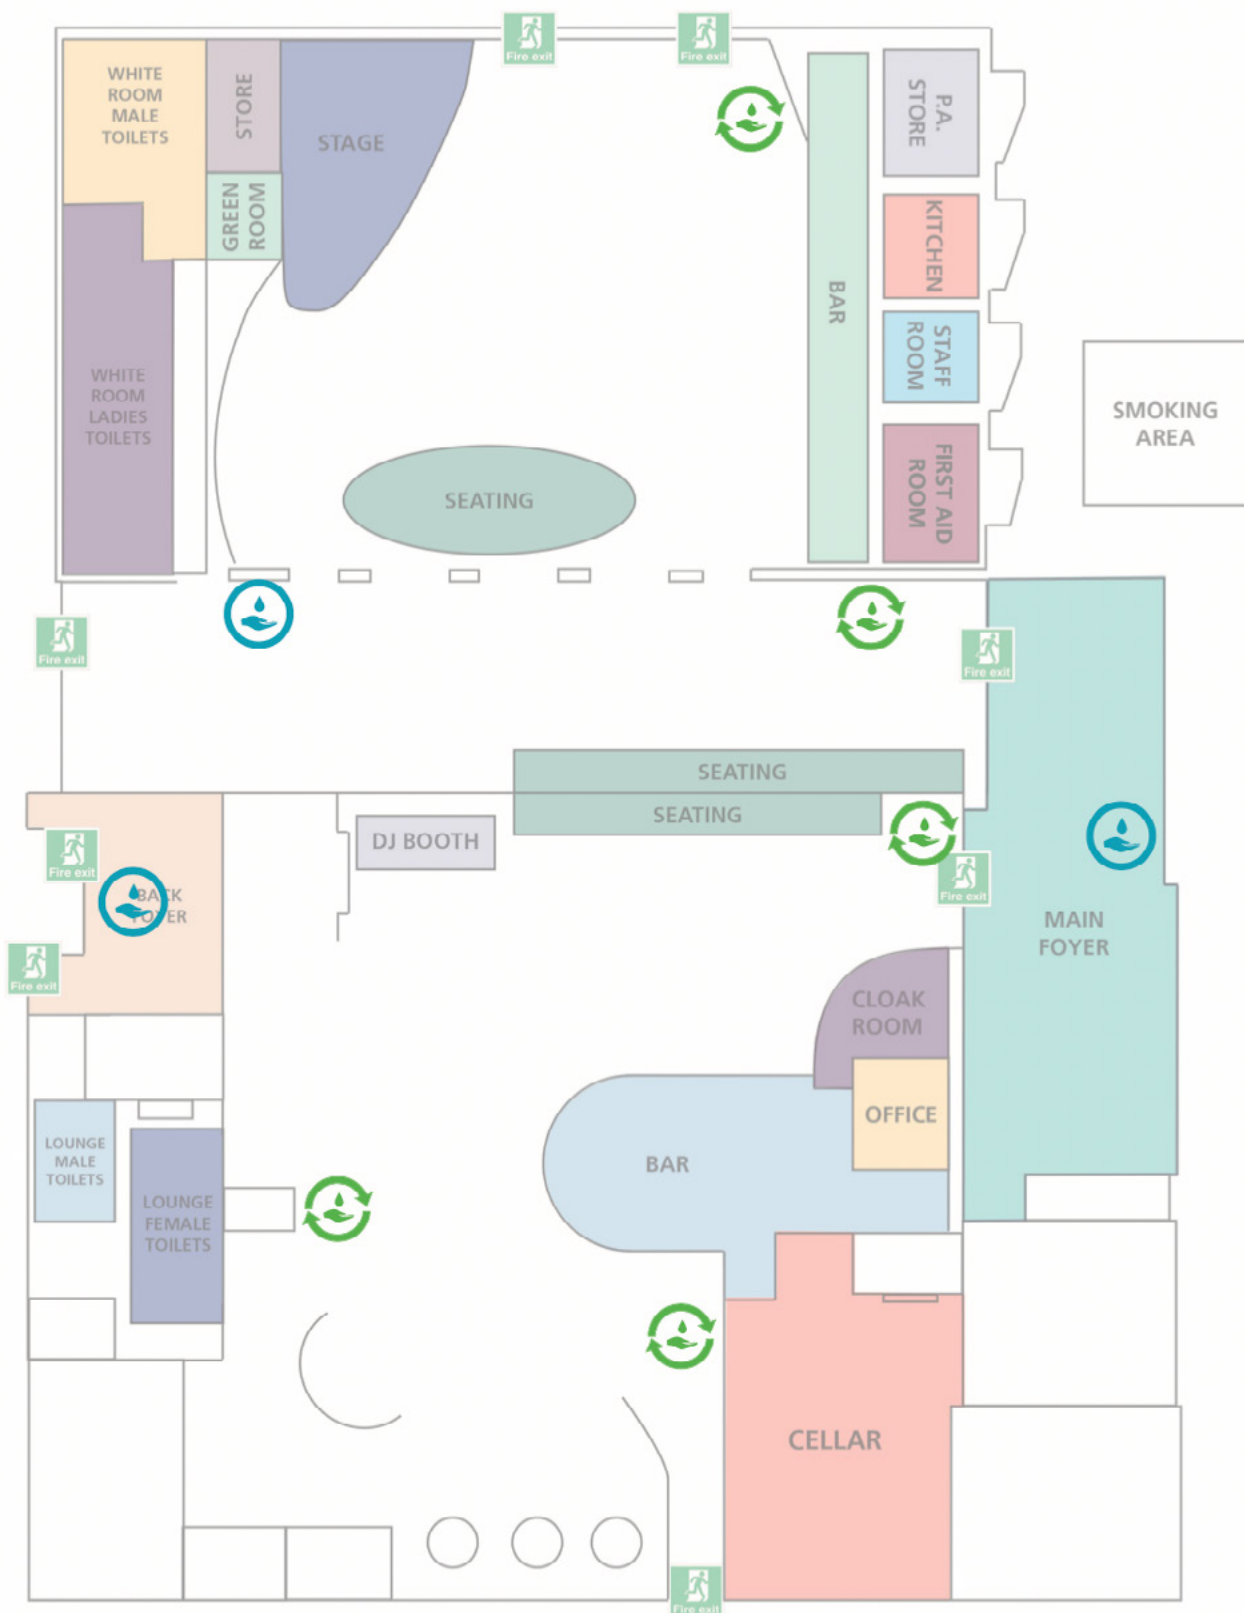 Fire exit
Fire exit
WHITE
ROOM
MALE
TOILETS
STORE
STAGE
P.A.
STORE
GREEN
ROOM
KITCHEN
BAR
STAFF
ROOM
WHITE
ROOM
LADIES
TOILETS
SMOKING
AREA
SEATING
FIRST AID
ROOM
Fire exit
Fire exit
SEATING
SEATING
DJ BOOTH
Fire exit
Fire exit
BACK
FOYER
MAIN
FOYER
Fire exit
CLOAK
ROOM
OFFICE
LOUNGE
MALE
TOILETS
BAR
LOUNGE
FEMALE
TOILETS
CELLAR
Fire exit